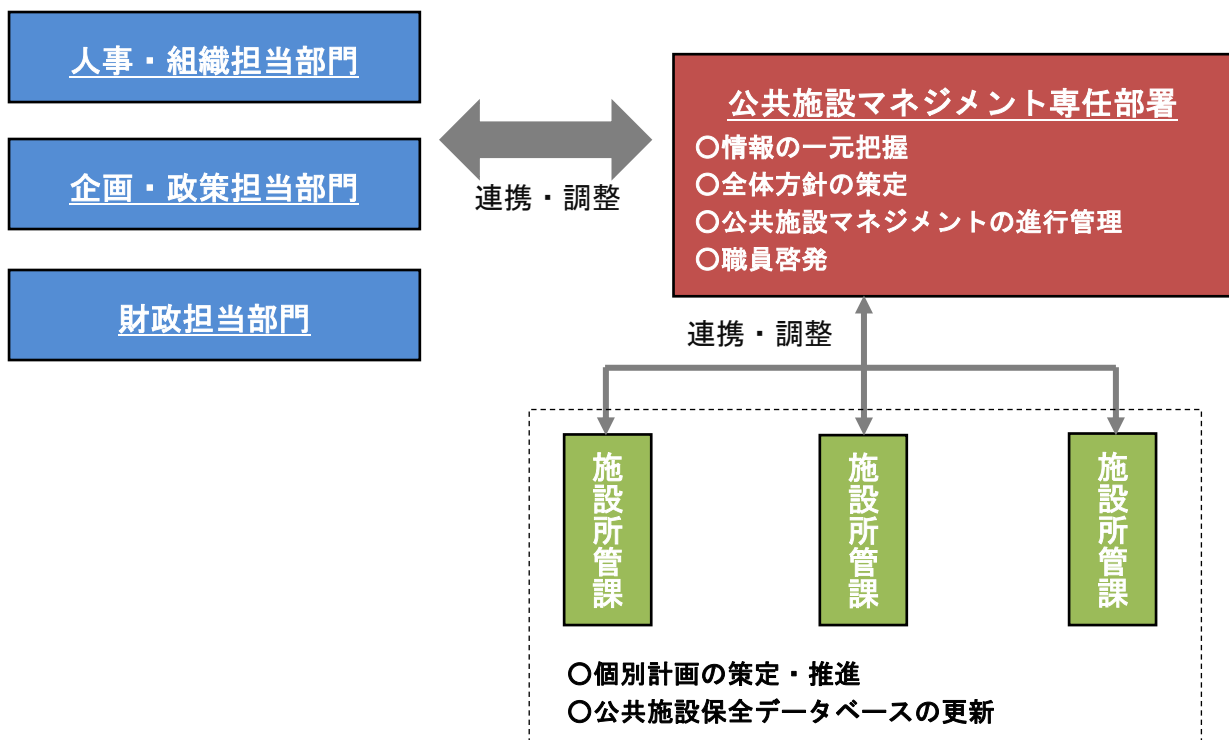 人事・組織担当部門
企画・政策担当部門
財政担当部門
連携・調整
公共施設マネジメント専任部署
○情報の一元把握
○全体方針の策定
○公共施設マネジメントの進行管理
○職員啓発
連携・調整
施設所管課
施設所管課
施設所管課
○個別計画の策定・推進
○公共施設保全データベースの更新